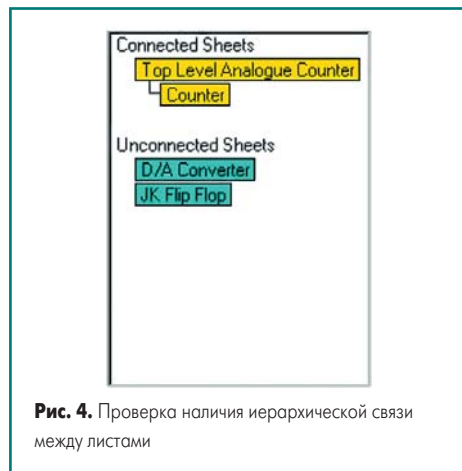 Connected Sheets
Top Level Analogue Counter
Counter
Unconnected Sheets
D/A Converter
JK Flip Flop
Рис. 4. Проверка наличия иерархической связи
между листами